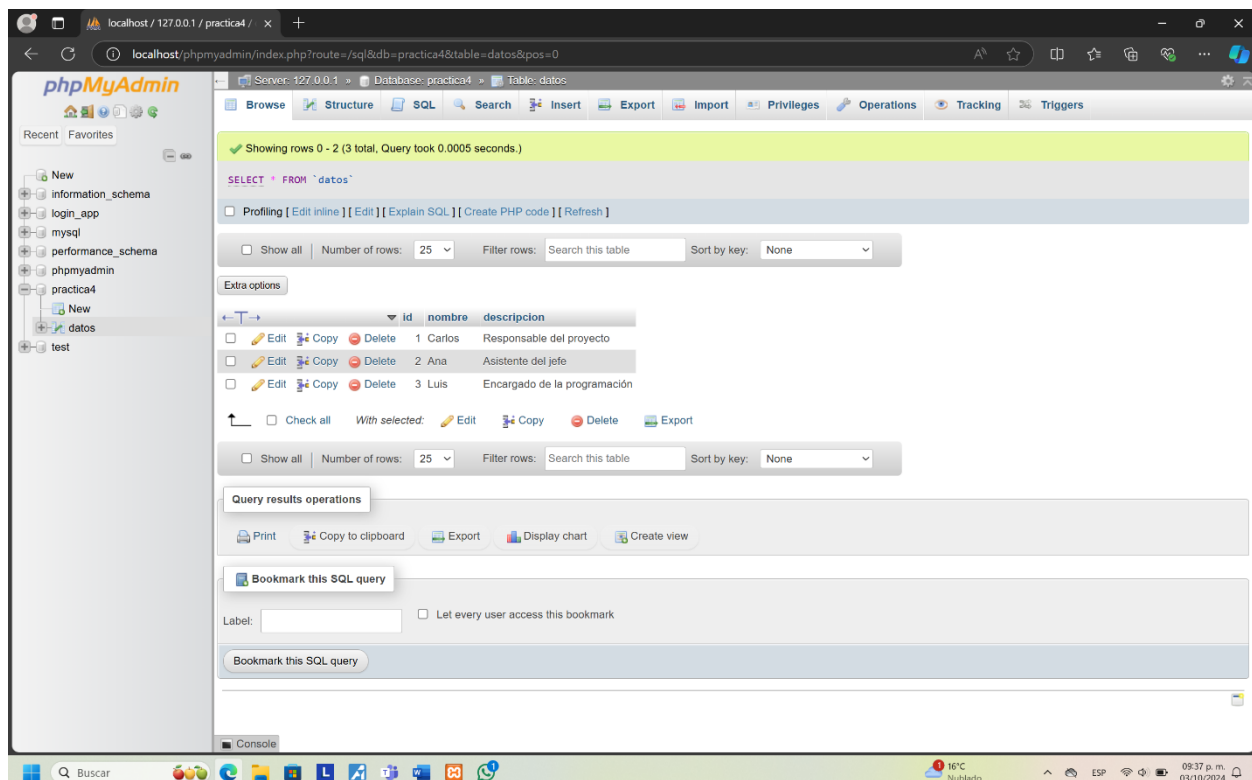 localhost / 127.0.0.1 / practica4 /
localhost/phpmyadmin/index.php?route=/sql&db=practica4&table=datos&pos=0
phpMyAdmin
Recent Favorites
New
information_schema
login_app
mysql
performance_schema
phpmyadmin
practica4
New
datos
test
Server: 127.0.0.1 » Database: practica4 » Table: datos
Browse Structure SQL Search Insert Export Import Privileges Operations Tracking Triggers
Showing rows 0 - 2 (3 total, Query took 0.0005 seconds.)
SELECT * FROM `datos`
Profiling [ Edit inline ] [ Edit ] [ Explain SQL ] [ Create PHP code ] [ Refresh ]
Show all Number of rows: 25 Filter rows: Search this table Sort by key: None
Extra options
id nombre descripcion
Edit Copy Delete 1 Carlos Responsable del proyecto
Edit Copy Delete 2 Ana Asistente del jefe
Edit Copy Delete 3 Luis Encargado de la programación
Check all With selected: Edit Copy Delete Export
Show all Number of rows: 25 Filter rows: Search this table Sort by key: None
Query results operations
Print Copy to clipboard Export Display chart Create view
Bookmark this SQL query
Label: Let every user access this bookmark
Bookmark this SQL query
Console
Buscar
1 16°C
Nublado
ESP
09:37 p. m.
03/10/2024